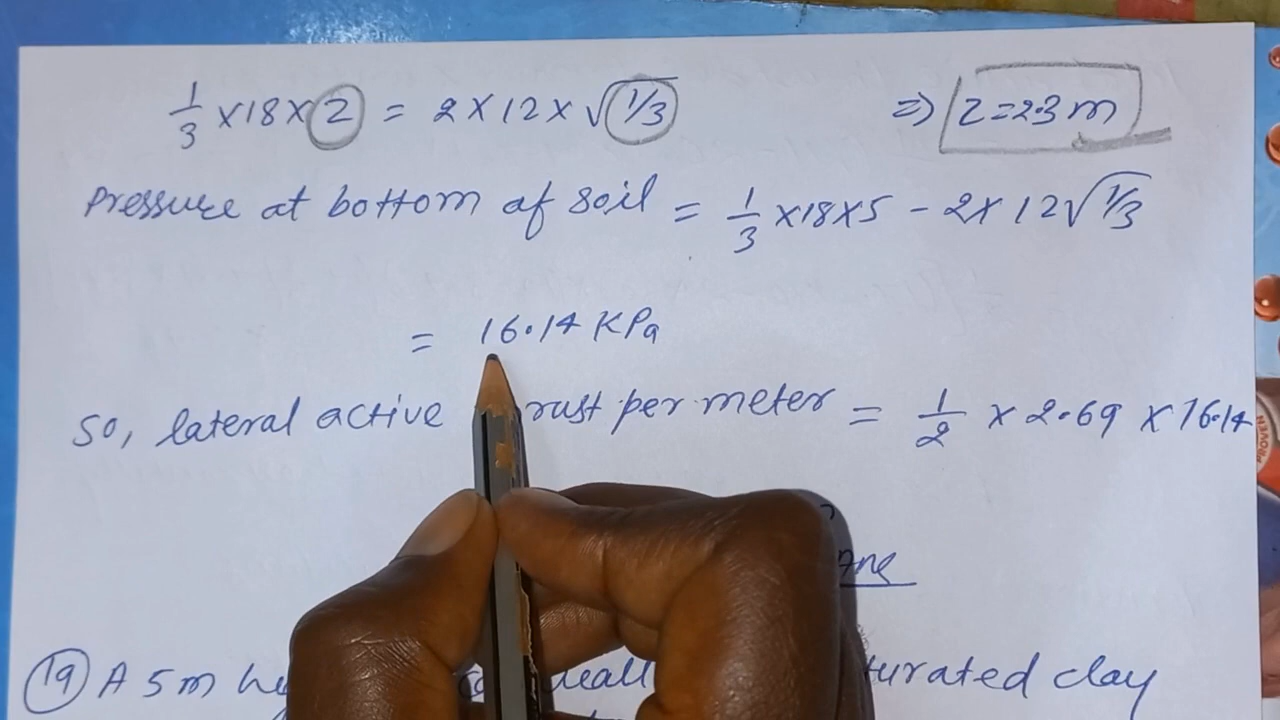 1/3 × 18 × 2 = 2 × 12 × √1/3 ⇒ Z = 2.3 m
Pressure at bottom of soil = 1/3 × 18 × 5 - 2 × 12 √1/3
= 16.14 KPa
So, lateral active rust per meter = 1/2 × 2.69 × 16.14
Ans
19 A 5m turated clay